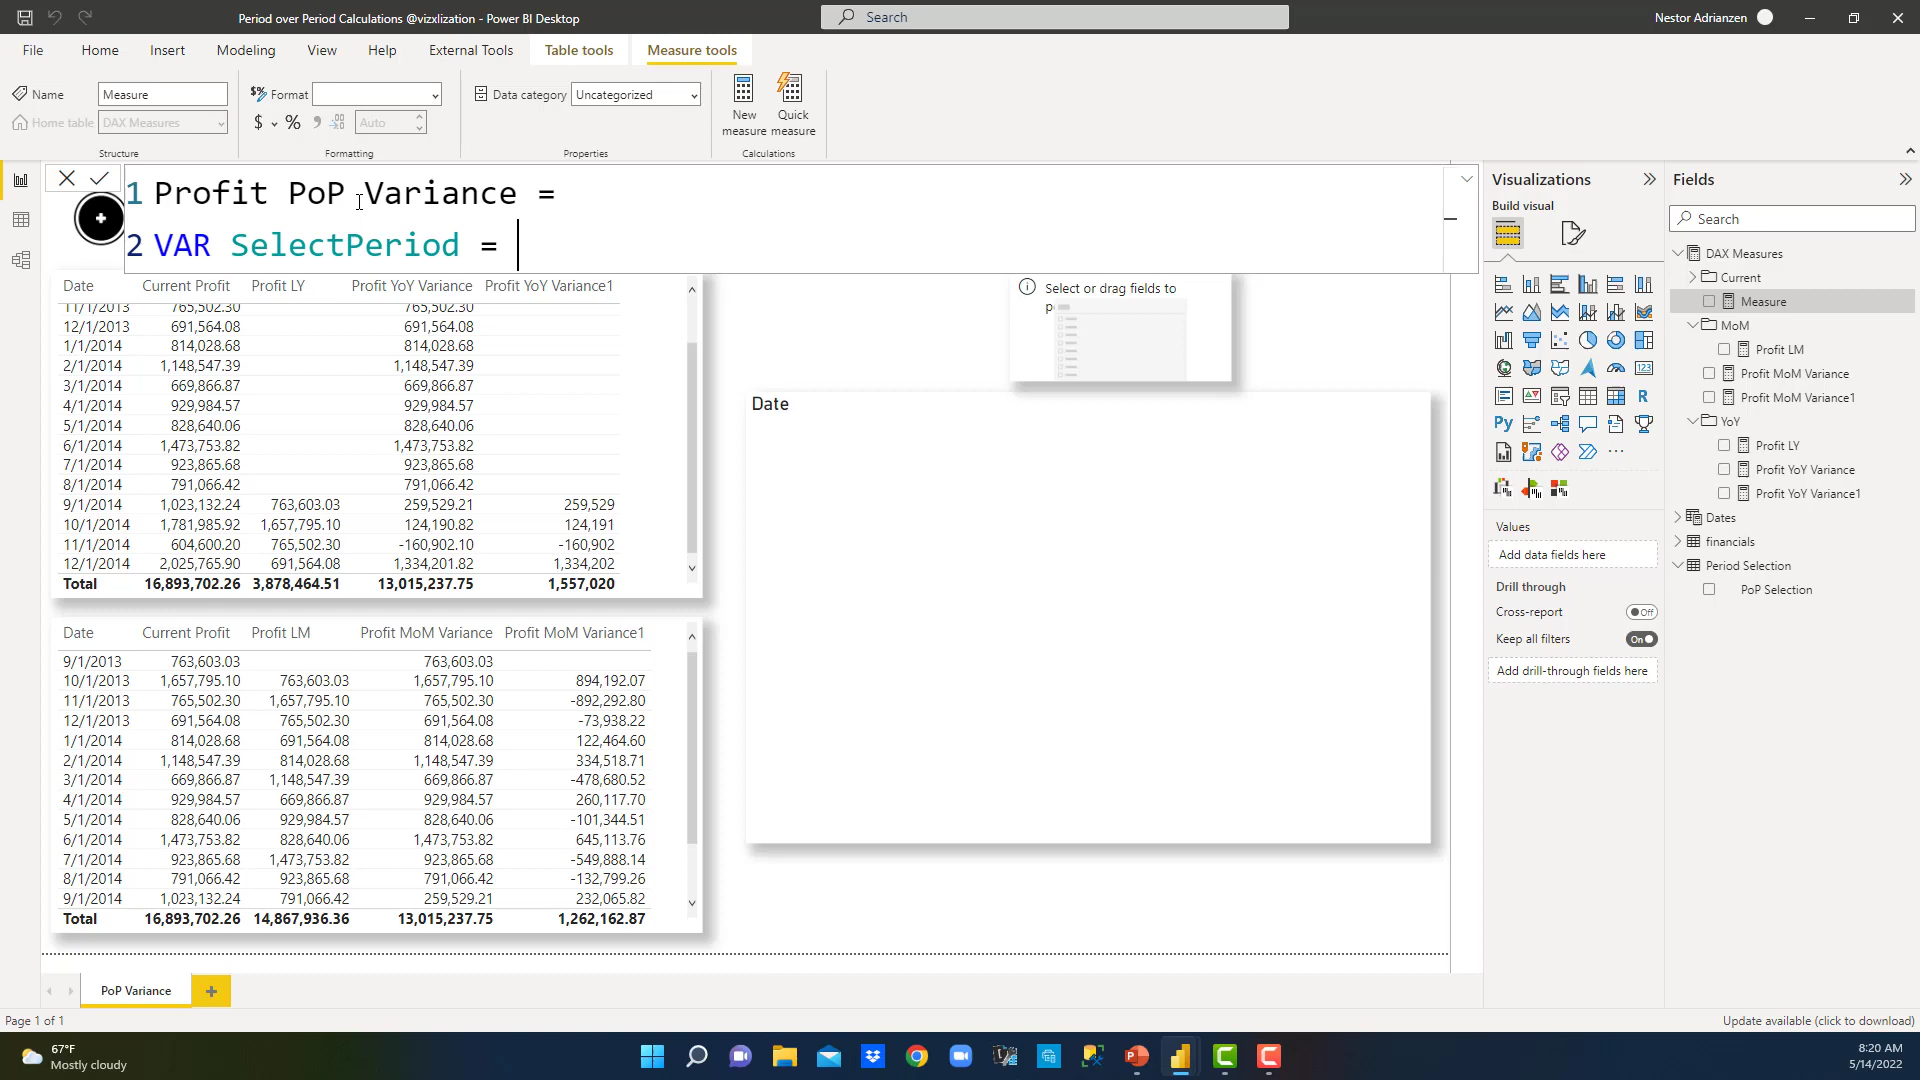 Period over Period Calculations @vizxlization - Power BI Desktop
Search
Nestor Adrianzen
File Home Insert Modeling View Help External Tools Table tools Measure tools
Name Measure
Home table DAX Measures
Structure
Format
$ % Auto
Formatting
Data category Uncategorized
Properties
New measure
Quick measure
Calculations
1 Profit PoP Variance =
2 VAR SelectPeriod =
Date Current Profit Profit LY Profit YoY Variance Profit YoY Variance1
11/1/2013 765,502.30 765,502.30
12/1/2013 691,564.08 691,564.08
1/1/2014 814,028.68 814,028.68
2/1/2014 1,148,547.39 1,148,547.39
3/1/2014 669,866.87 669,866.87
4/1/2014 929,984.57 929,984.57
5/1/2014 828,640.06 828,640.06
6/1/2014 1,473,753.82 1,473,753.82
7/1/2014 923,865.68 923,865.68
8/1/2014 791,066.42 791,066.42
9/1/2014 1,023,132.24 763,603.03 259,529.21 259,529
10/1/2014 1,781,985.92 1,657,795.10 124,190.82 124,191
11/1/2014 604,600.20 765,502.30 -160,902.10 -160,902
12/1/2014 2,025,765.90 691,564.08 1,334,201.82 1,334,202
Total 16,893,702.26 3,878,464.51 13,015,237.75 1,557,020
Date Current Profit Profit LM Profit MoM Variance Profit MoM Variance1
9/1/2013 763,603.03 763,603.03
10/1/2013 1,657,795.10 763,603.03 1,657,795.10 894,192.07
11/1/2013 765,502.30 1,657,795.10 765,502.30 -892,292.80
12/1/2013 691,564.08 765,502.30 691,564.08 -73,938.22
1/1/2014 814,028.68 691,564.08 814,028.68 122,464.60
2/1/2014 1,148,547.39 814,028.68 1,148,547.39 334,518.71
3/1/2014 669,866.87 1,148,547.39 669,866.87 -478,680.52
4/1/2014 929,984.57 669,866.87 929,984.57 260,117.70
5/1/2014 828,640.06 929,984.57 828,640.06 -101,344.51
6/1/2014 1,473,753.82 828,640.06 1,473,753.82 645,113.76
7/1/2014 923,865.68 1,473,753.82 923,865.68 -549,888.14
8/1/2014 791,066.42 923,865.68 791,066.42 -132,799.26
9/1/2014 1,023,132.24 791,066.42 259,529.21 232,065.82
Total 16,893,702.26 14,867,936.36 13,015,237.75 1,262,162.87
Select or drag fields to
Date
Visualizations
Build visual
R
Py
123
Values
Add data fields here
Drill through
Cross-report Off
Keep all filters On
Add drill-through fields here
Fields
Search
DAX Measures
Current
Measure
MoM
Profit LM
Profit MoM Variance
Profit MoM Variance1
YoY
Profit LY
Profit YoY Variance
Profit YoY Variance1
Dates
financials
Period Selection
PoP Selection
PoP Variance
Page 1 of 1
Update available (click to download)
67°F
Mostly cloudy
8:20 AM
5/14/2022